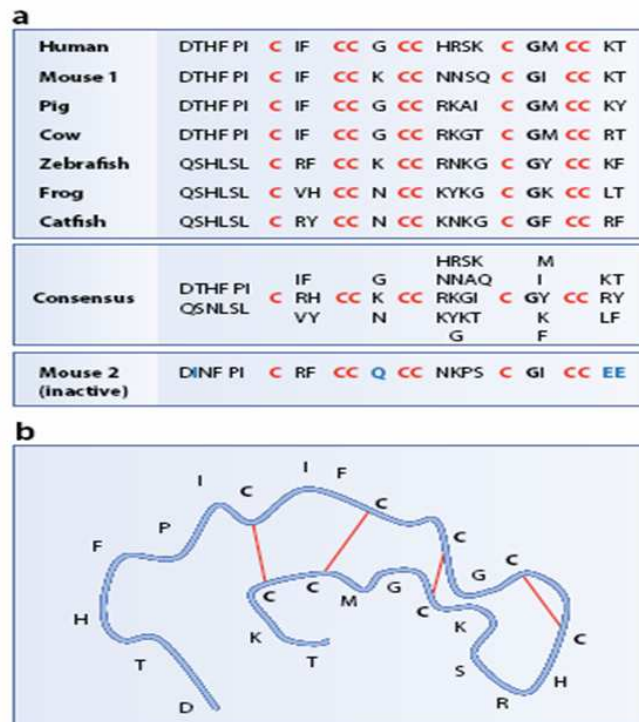 a
Human DTHF PI C IF CC G CC HRSK C GM CC KT
Mouse 1 DTHF PI C IF CC K CC NNSQ C GI CC KT
Pig DTHF PI C IF CC G CC RKAI C GM CC KY
Cow DTHF PI C IF CC G CC RKGT C GM CC RT
Zebrafish QSHLSL C RF CC K CC RNKG C GY CC KF
Frog QSHLSL C VH CC N CC KYKG C GK CC LT
Catfish QSHLSL C RY CC N CC KNKG C GF CC RF
HRSK M
IF G NNAQ I KT
Consensus DTHF PI QSNLSL C RH CC K CC RKGI C GY CC RY
VY N KYKT K LF
G F
Mouse 2 DINF PI C RF CC Q CC NKPS C GI CC EE
(inactive)
b
I C I F C
P C
F G C
C C M G C
H K K C
T T S H
D R